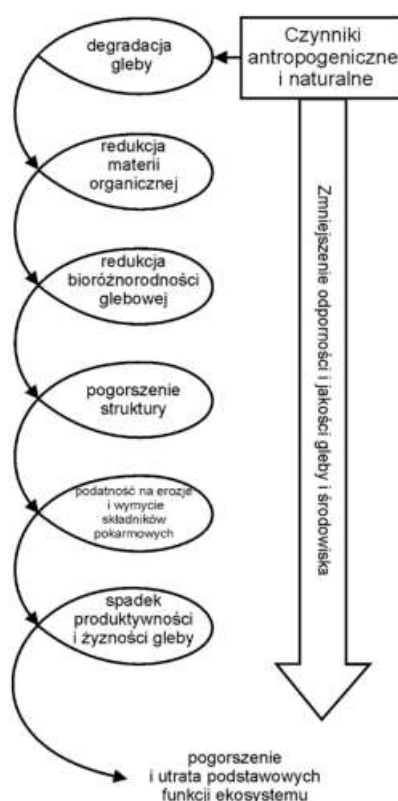 degradacja
gleby
Czynniki
antropogeniczne
i naturalne
redukcja
materii
organicznej
redukcja
bioróżnorodności
glebowej
pogorszenie
struktury
podatność na erozje
i wymycie
składników
pokarmowych
spadek
produktywności
i żyzności gleby
pogorszenie
i utrata podstawowych
funkcji ekosystemu
Zmniejszenie odporności i jakości gleby i środowiska